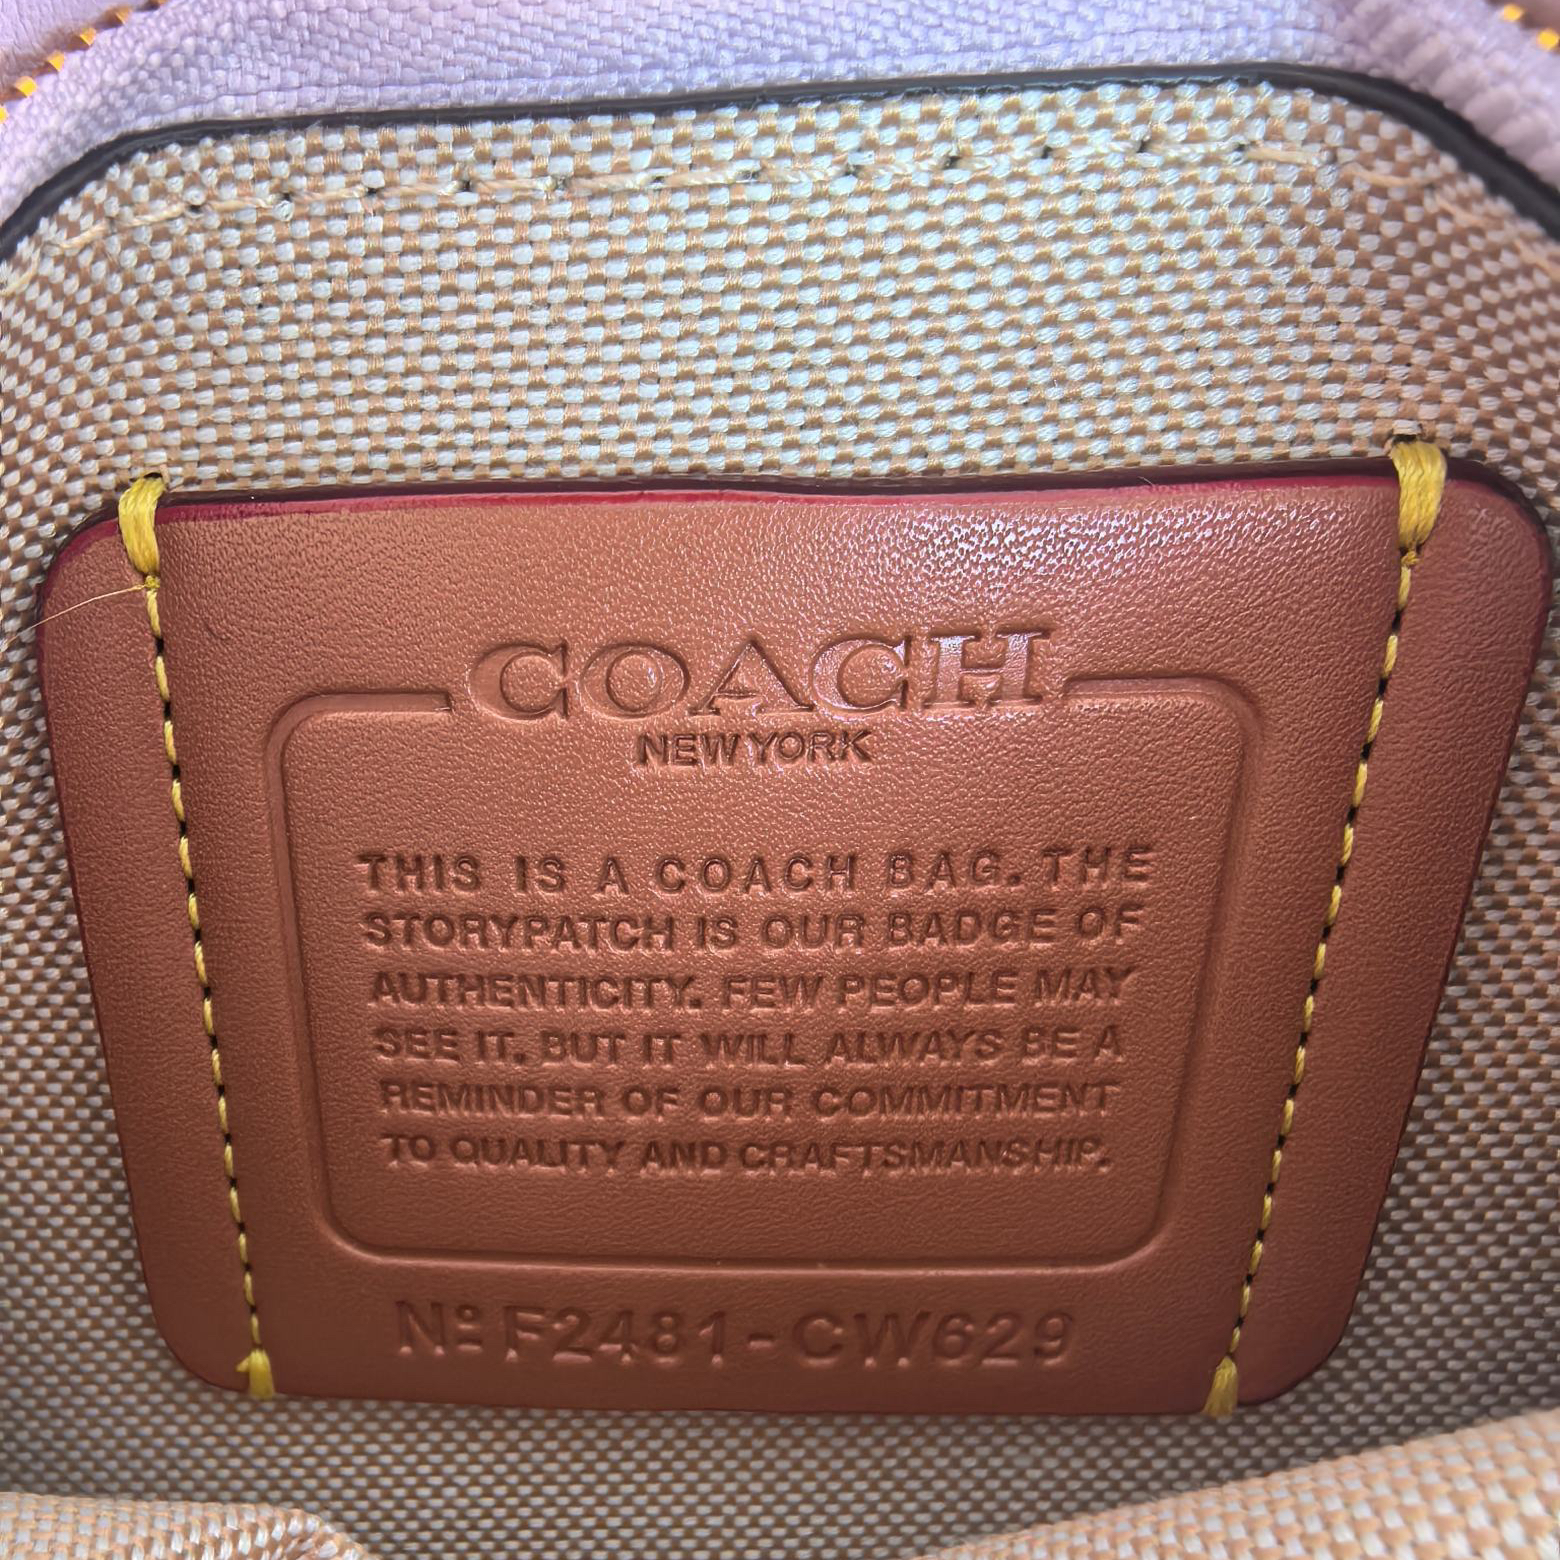 COACH
NEW YORK
THIS IS A COACH BAG. THE
STORYPATCH IS OUR BADGE OF
AUTHENTICITY. FEW PEOPLE MAY
SEE IT, BUT IT WILL ALWAYS BE A
REMINDER OF OUR COMMITMENT
TO QUALITY AND CRAFTSMANSHIP.
Nº F2481-CW629